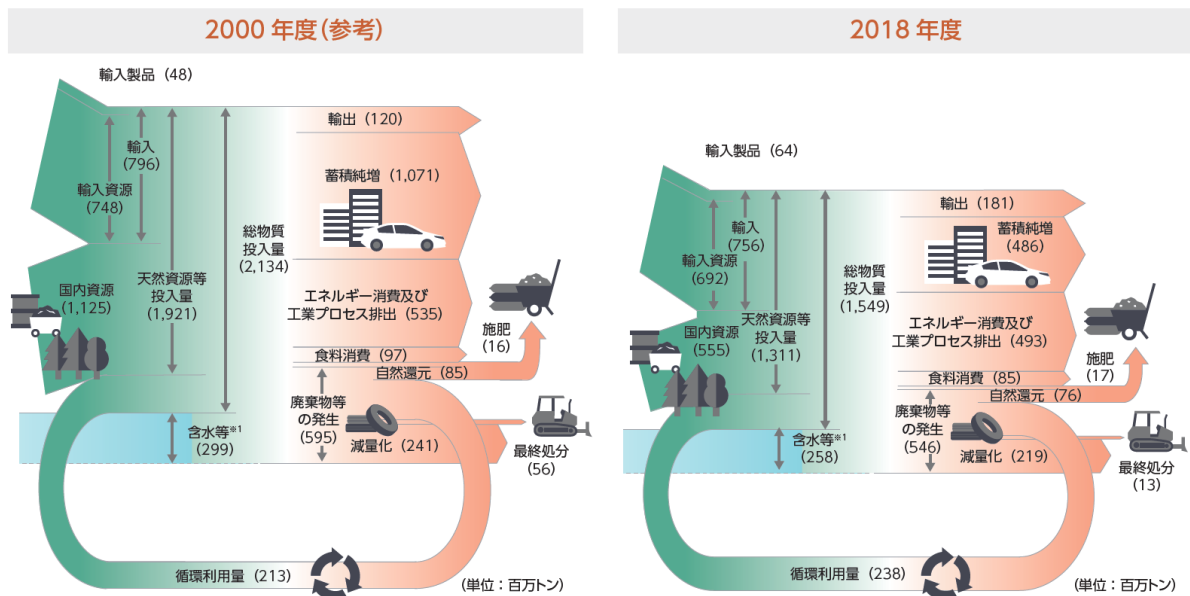 2000 年度(参考)
輸入製品 (48)
輸入
(796)
輸入資源
(748)
国内資源
(1,125)
天然資源等
投入量
(1,921)
総物質
投入量
(2,134)
含水等※1
(299)
輸出 (120)
蓄積純増 (1,071)
エネルギー消費及び
工業プロセス排出 (535)
食料消費 (97)
自然還元 (85)
施肥
(16)
廃棄物等
の発生
(595)
減量化 (241)
最終処分
(56)
循環利用量 (213)
(単位:百万トン)
2018 年度
輸入製品 (64)
輸入
(756)
輸入資源
(692)
国内資源
(555)
天然資源等
投入量
(1,311)
総物質
投入量
(1,549)
含水等※1
(258)
輸出 (181)
蓄積純増
(486)
エネルギー消費及び
工業プロセス排出 (493)
食料消費 (85)
自然還元 (76)
施肥
(17)
廃棄物等
の発生
(546)
減量化 (219)
最終処分
(13)
循環利用量 (238)
(単位:百万トン)